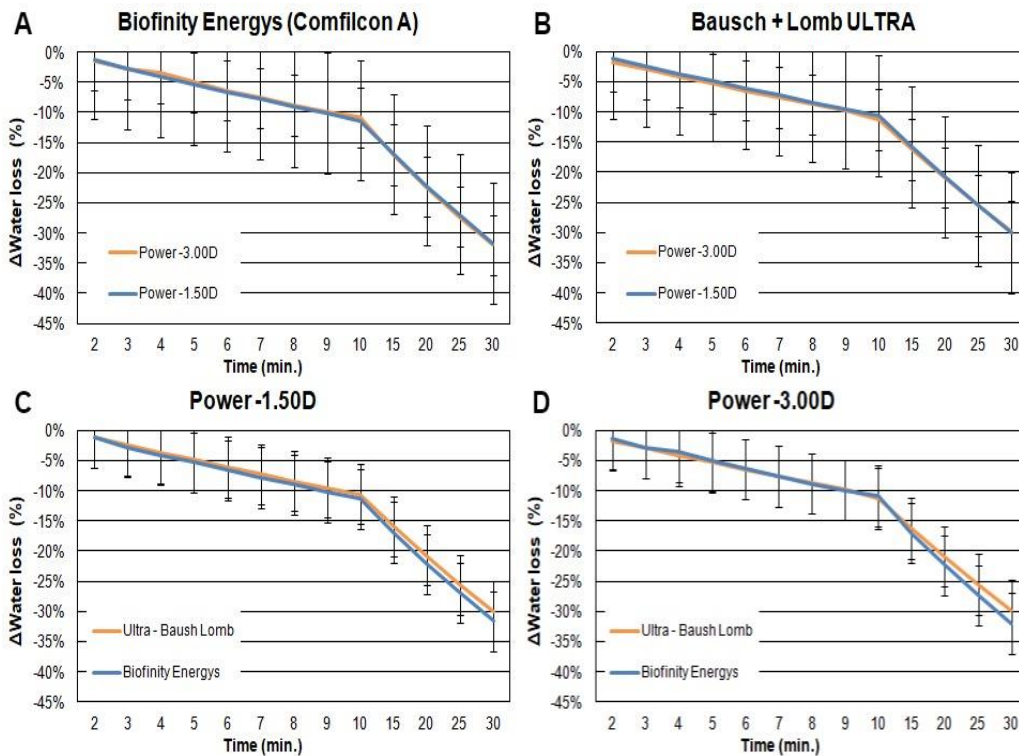 A
Biofinity Energys (Comfilcon A)
ΔWater loss (%)
0%
-5%
-10%
-15%
-20%
-25%
-30%
-35%
-40%
-45%
Power -3.00D
Power -1.50D
2 3 4 5 6 7 8 9 10 15 20 25 30
Time (min.)
B
Bausch + Lomb ULTRA
ΔWater loss (%)
0%
-5%
-10%
-15%
-20%
-25%
-30%
-35%
-40%
-45%
Power -3.00D
Power -1.50D
2 3 4 5 6 7 8 9 10 15 20 25 30
Time (min.)
C
Power -1.50D
ΔWater loss (%)
0%
-5%
-10%
-15%
-20%
-25%
-30%
-35%
-40%
-45%
Ultra - Baush Lomb
Biofinity Energys
2 3 4 5 6 7 8 9 10 15 20 25 30
Time (min.)
D
Power -3.00D
ΔWater loss (%)
0%
-5%
-10%
-15%
-20%
-25%
-30%
-35%
-40%
-45%
Ultra - Baush Lomb
Biofinity Energys
2 3 4 5 6 7 8 9 10 15 20 25 30
Time (min.)